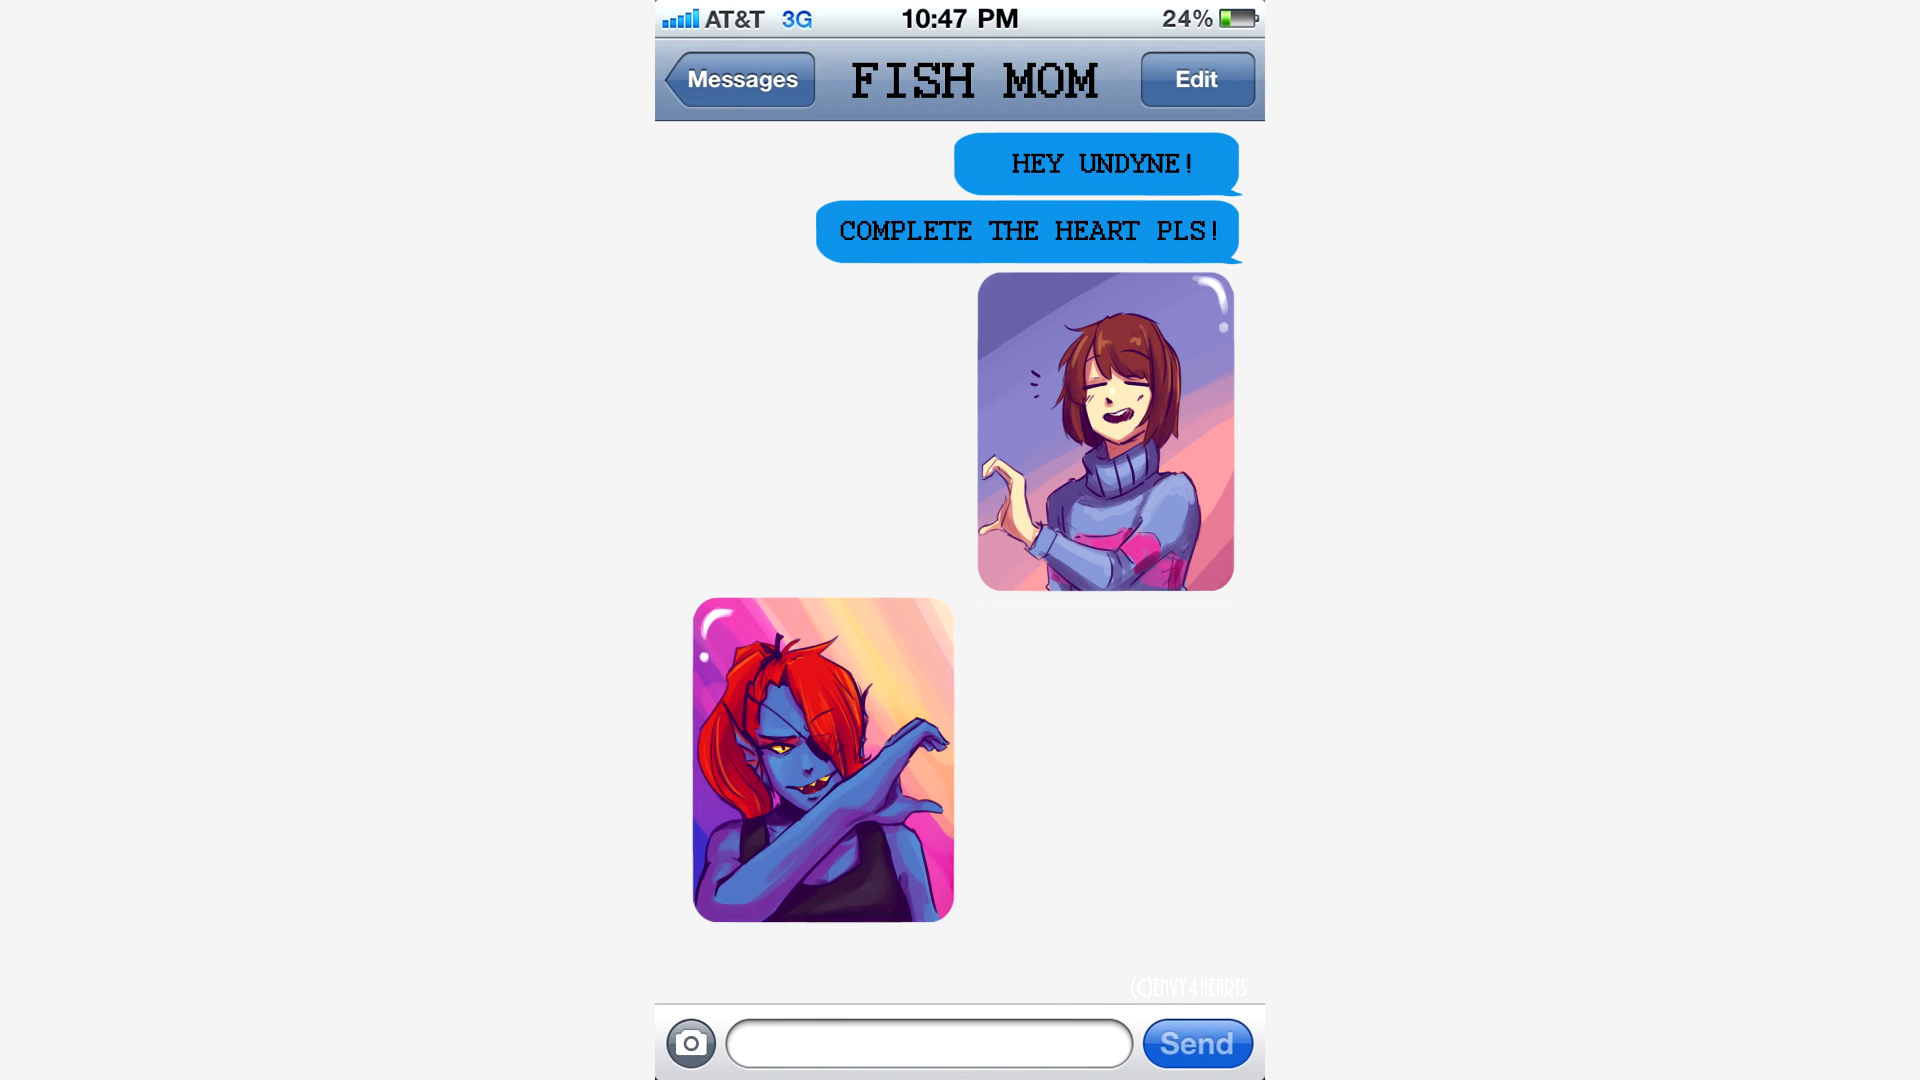 AT&T 3G 10:47 PM 24%
Messages FISH MOM Edit
HEY UNDYNE!
COMPLETE THE HEART PLS!
(C)ENVY4HEARTS
Send